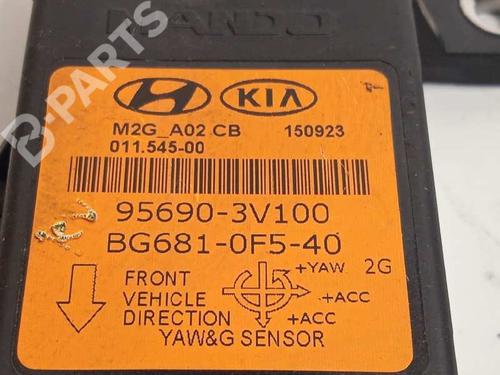 MANDO
B-PARTS
HYUNDAI KIA
M2G_A02 CB 150923
011.545-00
95690-3V100
BG681-0F5-40
FRONT
VEHICLE
DIRECTION
+YAW 2G
+ACC
+ACC
YAW&G SENSOR